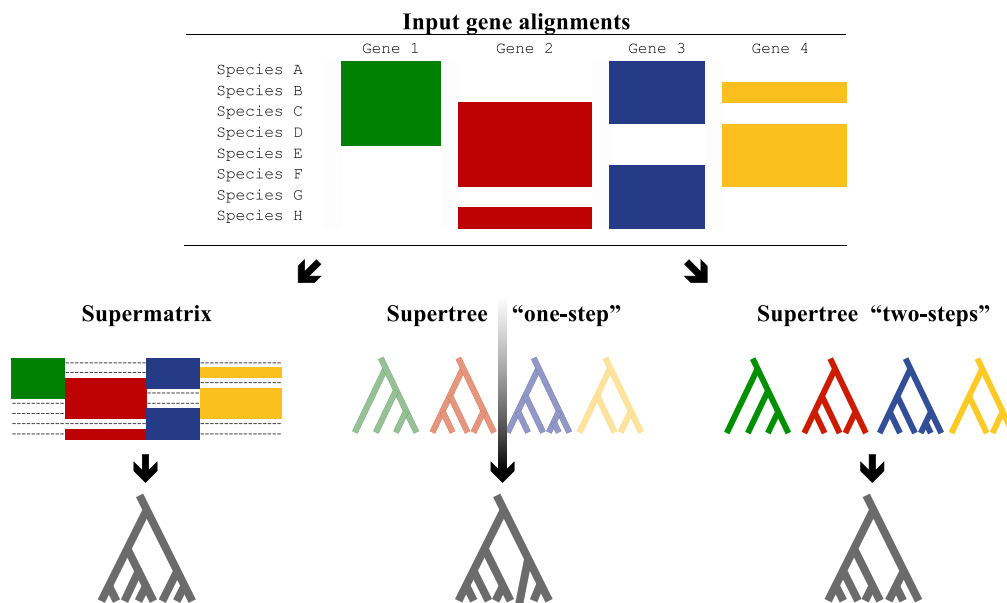 Input gene alignments
Gene 1 Gene 2 Gene 3 Gene 4
Species A
Species B
Species C
Species D
Species E
Species F
Species G
Species H
Supermatrix
Supertree “one-step”
Supertree “two-steps”